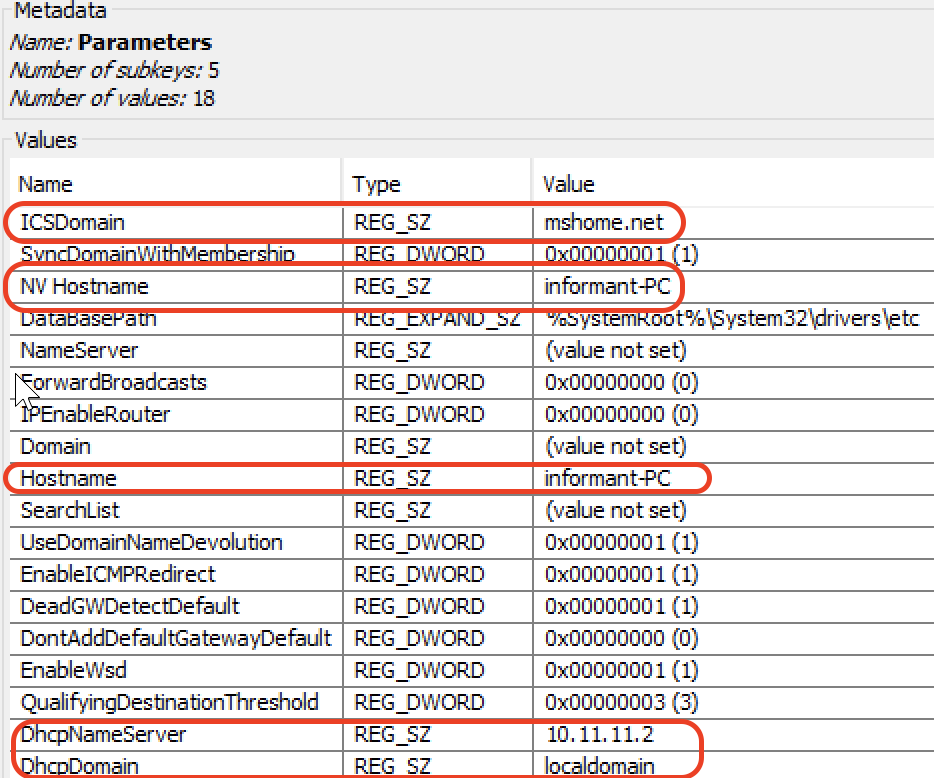 Metadata
Name: Parameters
Number of subkeys: 5
Number of values: 18
Values
Name Type Value
ICSDomain REG_SZ mshome.net
SyncDomainWithMembership REG_DWORD 0x00000001 (1)
NV Hostname REG_SZ informant-PC
DataBasePath REG_EXPAND_SZ %SystemRoot%\System32\drivers\etc
NameServer REG_SZ (value not set)
ForwardBroadcasts REG_DWORD 0x00000000 (0)
IPEnableRouter REG_DWORD 0x00000000 (0)
Domain REG_SZ (value not set)
Hostname REG_SZ informant-PC
SearchList REG_SZ (value not set)
UseDomainNameDevolution REG_DWORD 0x00000001 (1)
EnableICMPRedirect REG_DWORD 0x00000001 (1)
DeadGWDetectDefault REG_DWORD 0x00000001 (1)
DontAddDefaultGatewayDefault REG_DWORD 0x00000000 (0)
EnableWsd REG_DWORD 0x00000001 (1)
QualifyingDestinationThreshold REG_DWORD 0x00000003 (3)
DhcpNameServer REG_SZ 10.11.11.2
DhcpDomain REG_SZ localdomain